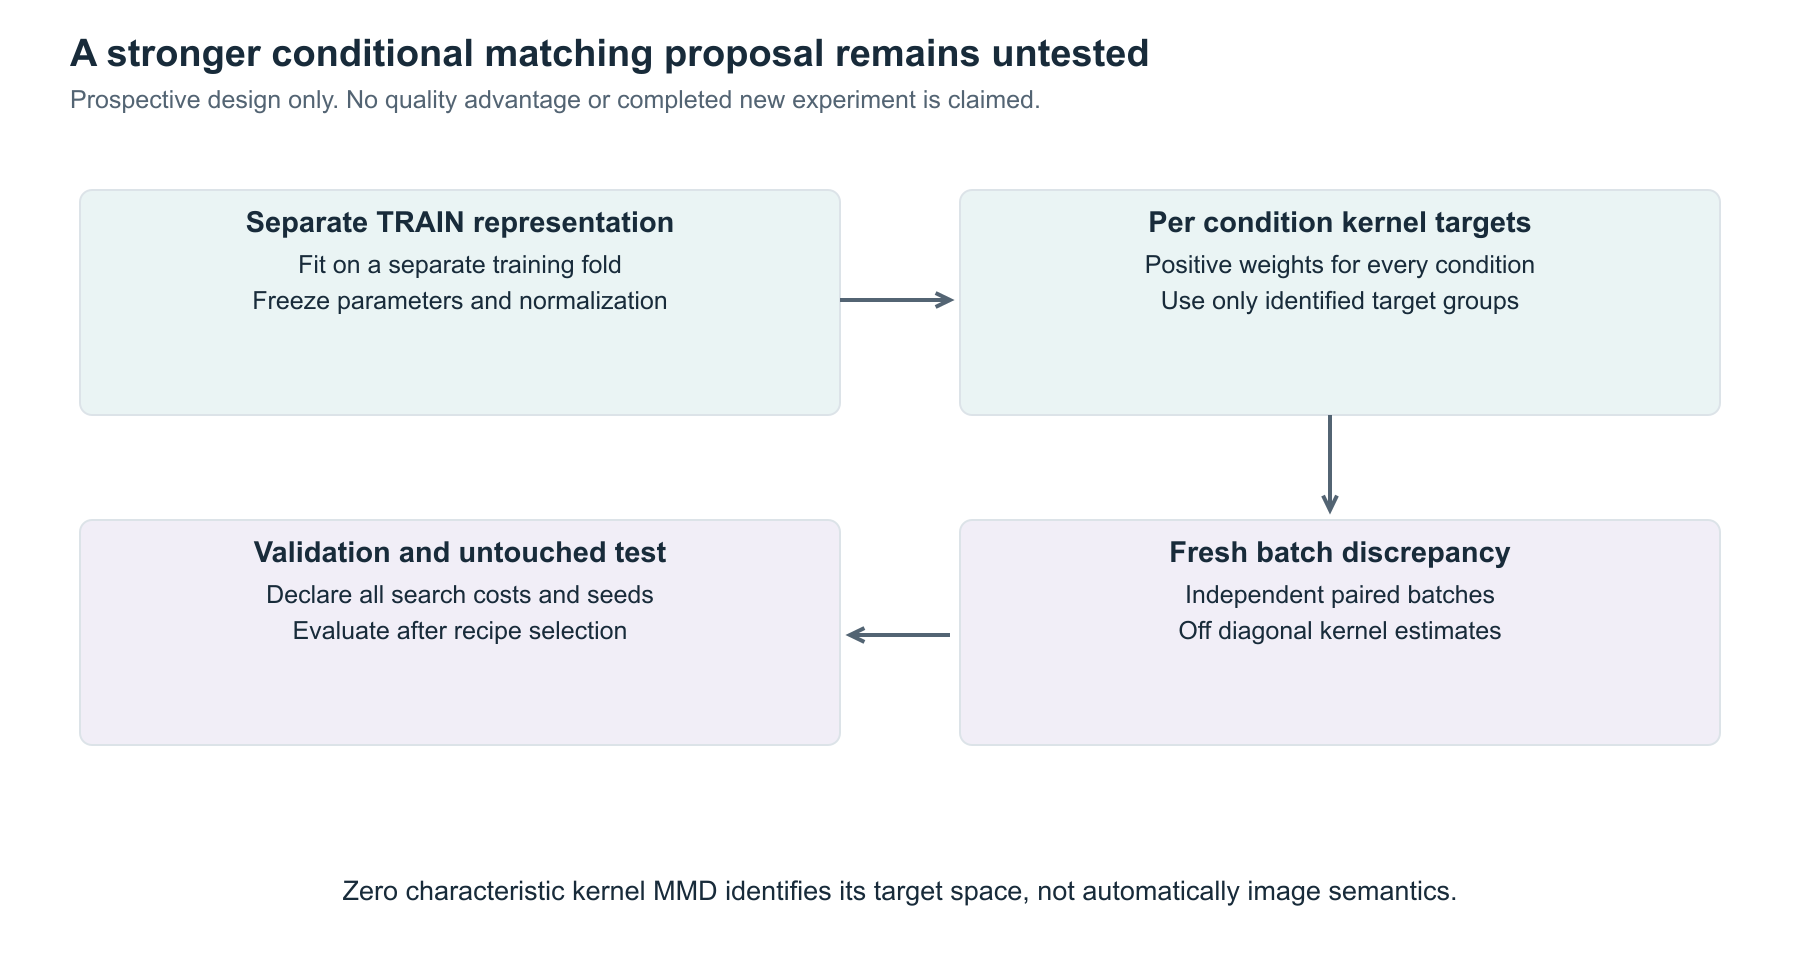 A stronger conditional matching proposal remains untested
Prospective design only. No quality advantage or completed new experiment is claimed.
Separate TRAIN representation
Fit on a separate training fold
Freeze parameters and normalization
Per condition kernel targets
Positive weights for every condition
Use only identified target groups
Validation and untouched test
Declare all search costs and seeds
Evaluate after recipe selection
Fresh batch discrepancy
Independent paired batches
Off diagonal kernel estimates
Zero characteristic kernel MMD identifies its target space, not automatically image semantics.